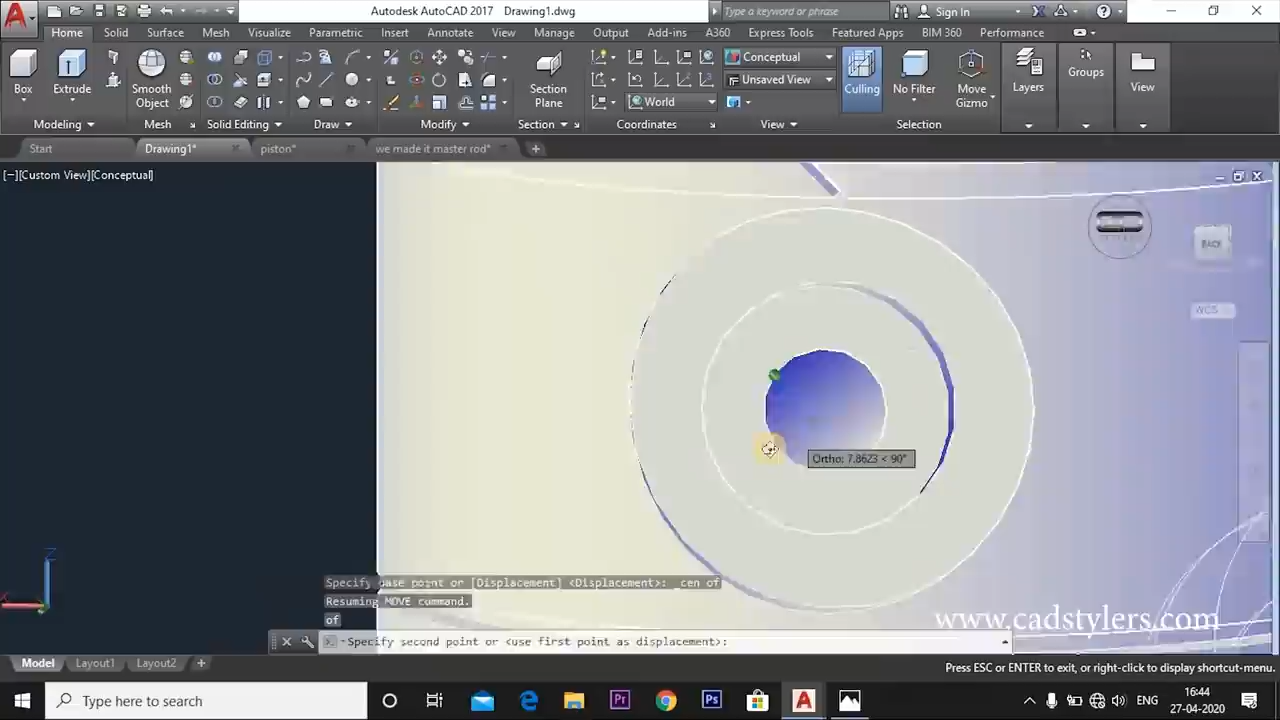 Autodesk AutoCAD 2017 Drawing1.dwg
Type a keyword or phrase
Sign In
Home Solid Surface Mesh Visualize Parametric Insert Annotate View Manage Output Add-ins A360 Express Tools Featured Apps BIM 360 Performance
Conceptual
Unsaved View
World
Box Extrude Smooth Object Section Plane Culling No Filter Move Gizmo Layers Groups View
Modeling Mesh Solid Editing Draw Modify Section Coordinates View Selection
Start Drawing1* piston* we made it master rod*
[−][Custom View][Conceptual]
BACK
WCS
Ortho: 7.8623 < 90°
Z
Specify base point or [Displacement] <Displacement>: _cen of
Resuming MOVE command.
of
www.cadstylers.com
Specify second point or <use first point as displacement>:
Model Layout1 Layout2
Press ESC or ENTER to exit, or right-click to display shortcut-menu.
Type here to search
ENG
16:44
27-04-2020